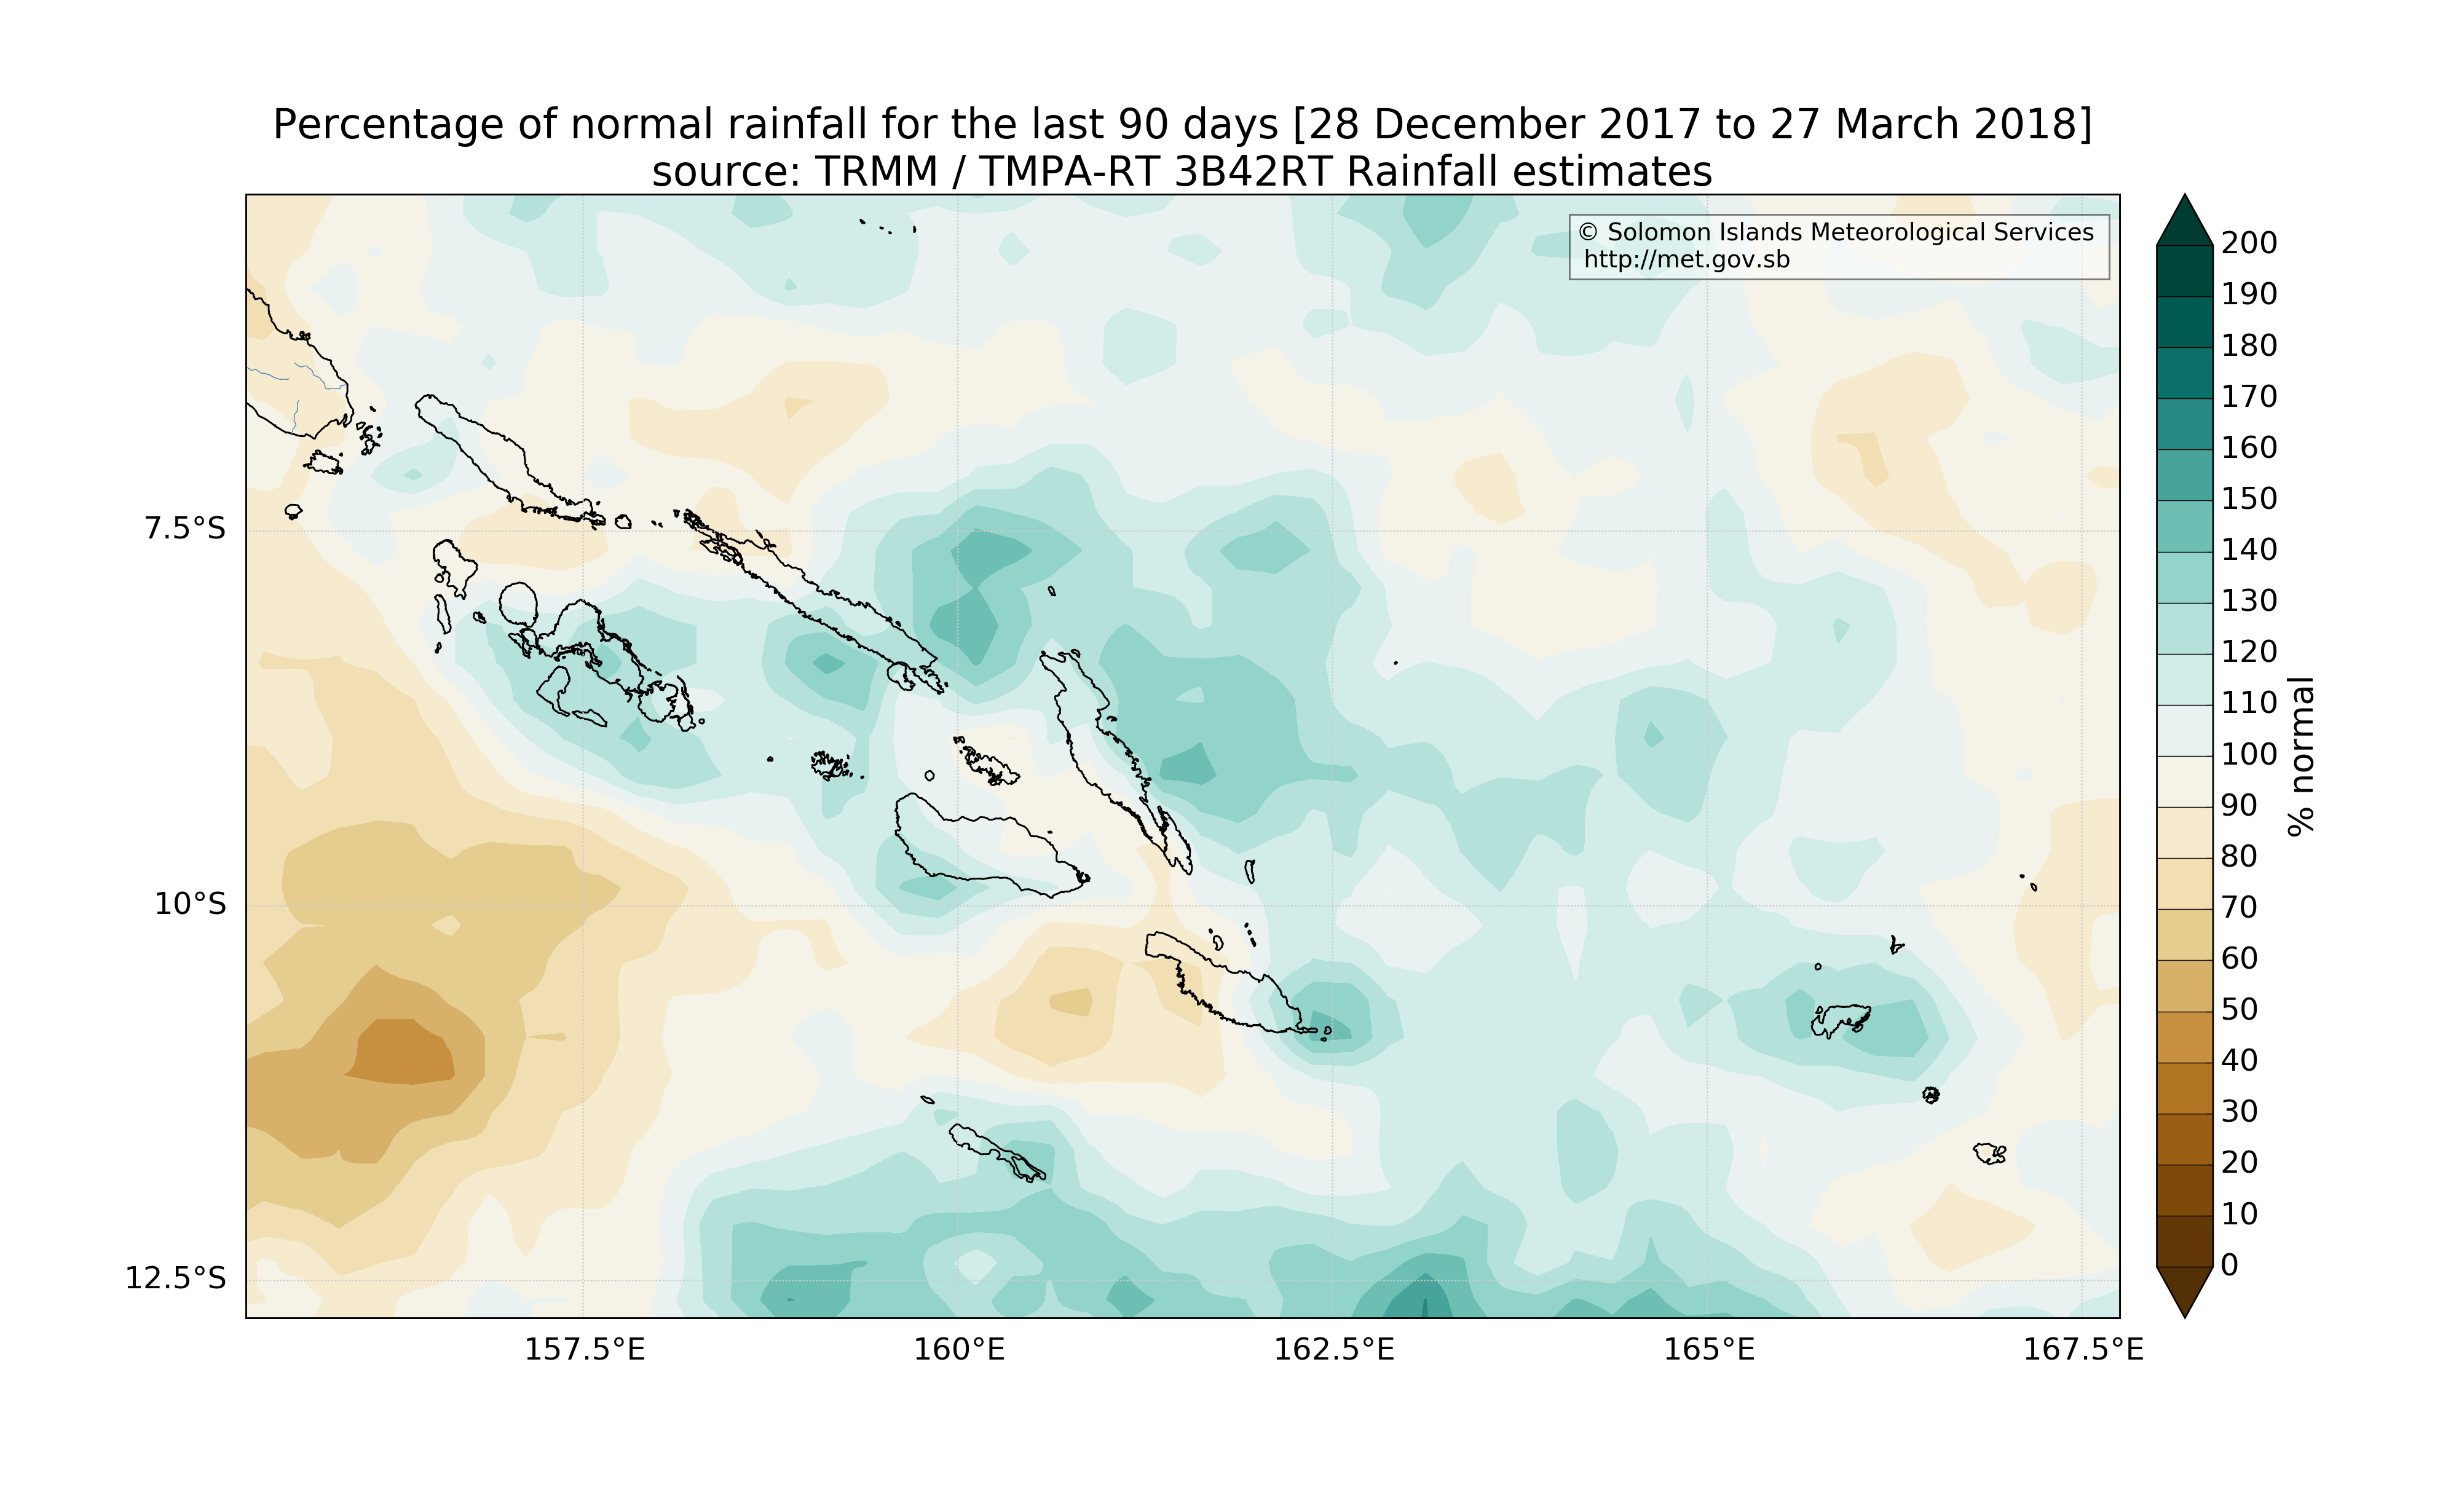 Percentage of normal rainfall for the last 90 days [28 December 2017 to 27 March 2018]
source: TRMM / TMPA-RT 3B42RT Rainfall estimates
© Solomon Islands Meteorological Services
http://met.gov.sb
7.5°S
10°S
12.5°S
157.5°E
160°E
162.5°E
165°E
167.5°E
200
190
180
170
160
150
140
130
120
110
100
90
80
70
60
50
40
30
20
10
0
% normal